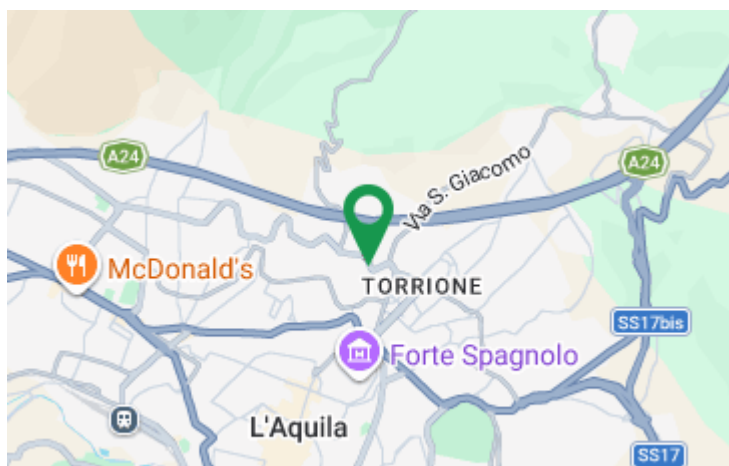 A24
Via S. Giacomo
A24
McDonald's
TORRIONE
SS17bis
Forte Spagnolo
L'Aquila
SS17